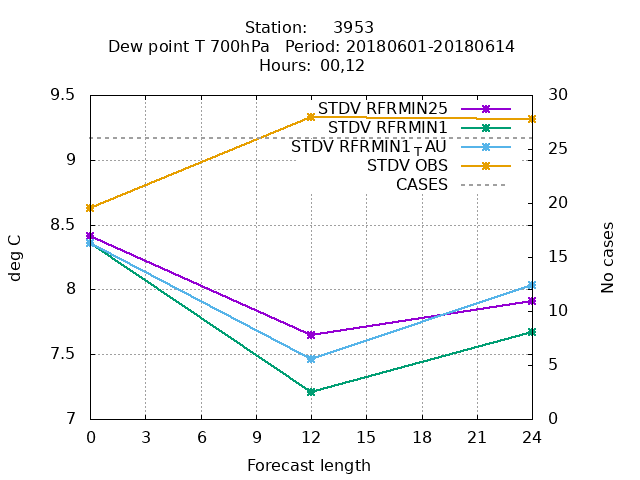 Station: 3953
Dew point T 700hPa Period: 20180601-20180614
Hours: 00,12
9.5
9
8.5
8
7.5
7
deg C
30
25
20
15
10
5
0
No cases
STDV RFRMIN25
STDV RFRMIN1
STDV RFRMIN1_TAU
STDV OBS
CASES
0 3 6 9 12 15 18 21 24
Forecast length